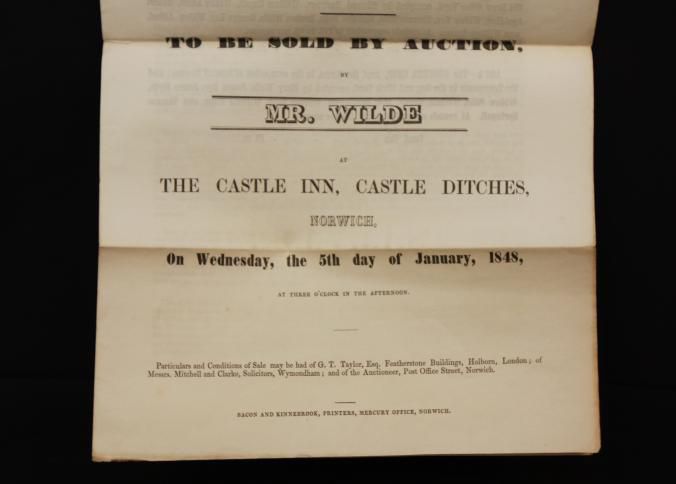 TO BE SOLD BY AUCTION,
BY
MR. WILDE
AT
THE CASTLE INN, CASTLE DITCHES,
NORWICH,
On Wednesday, the 5th day of January, 1848,
AT THREE O'CLOCK IN THE AFTERNOON.
Particulars and Conditions of Sale may be had of G. T. Taylor, Esq. Featherstone Buildings, Holborn, London; of
Messrs. Mitchell and Clarke, Solicitors, Wymondham; and of the Auctioneer, Post Office Street, Norwich.
BACON AND KINNEBROOK, PRINTERS, MERCURY OFFICE, NORWICH.